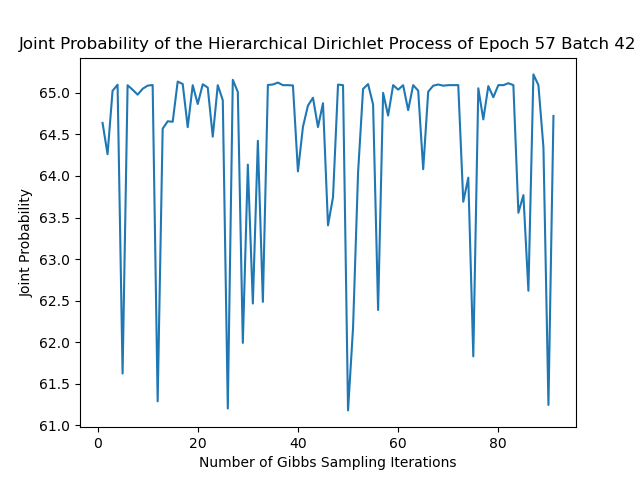 Joint Probability of the Hierarchical Dirichlet Process of Epoch 57 Batch 42
Joint Probability
65.0
64.5
64.0
63.5
63.0
62.5
62.0
61.5
61.0
0 20 40 60 80
Number of Gibbs Sampling Iterations